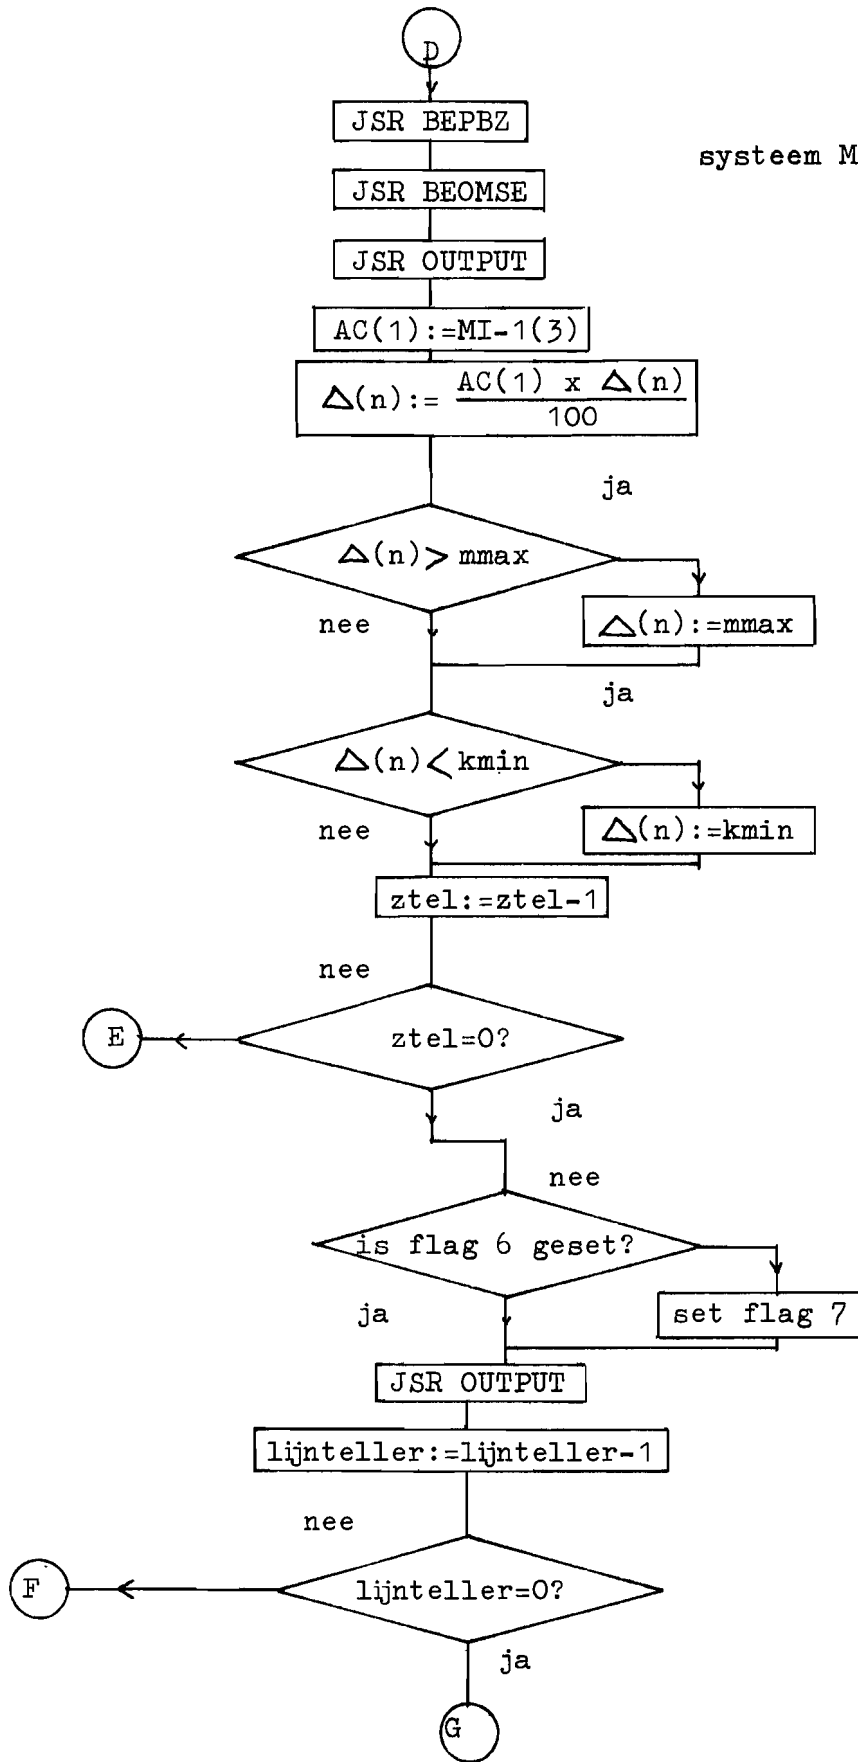 D
JSR BEPBZ
systeem M
JSR BEOMSE
JSR OUTPUT
AC(1):=MI-1(3)
Δ(n):= AC(1) x Δ(n)
100
ja
Δ(n)>mmax
nee
Δ(n):=mmax
ja
Δ(n)<kmin
nee
Δ(n):=kmin
ztel:=ztel-1
nee
E
ztel=0?
ja
nee
is flag 6 geset?
ja
set flag 7
JSR OUTPUT
lijnteller:=lijnteller-1
nee
F
lijnteller=0?
ja
G